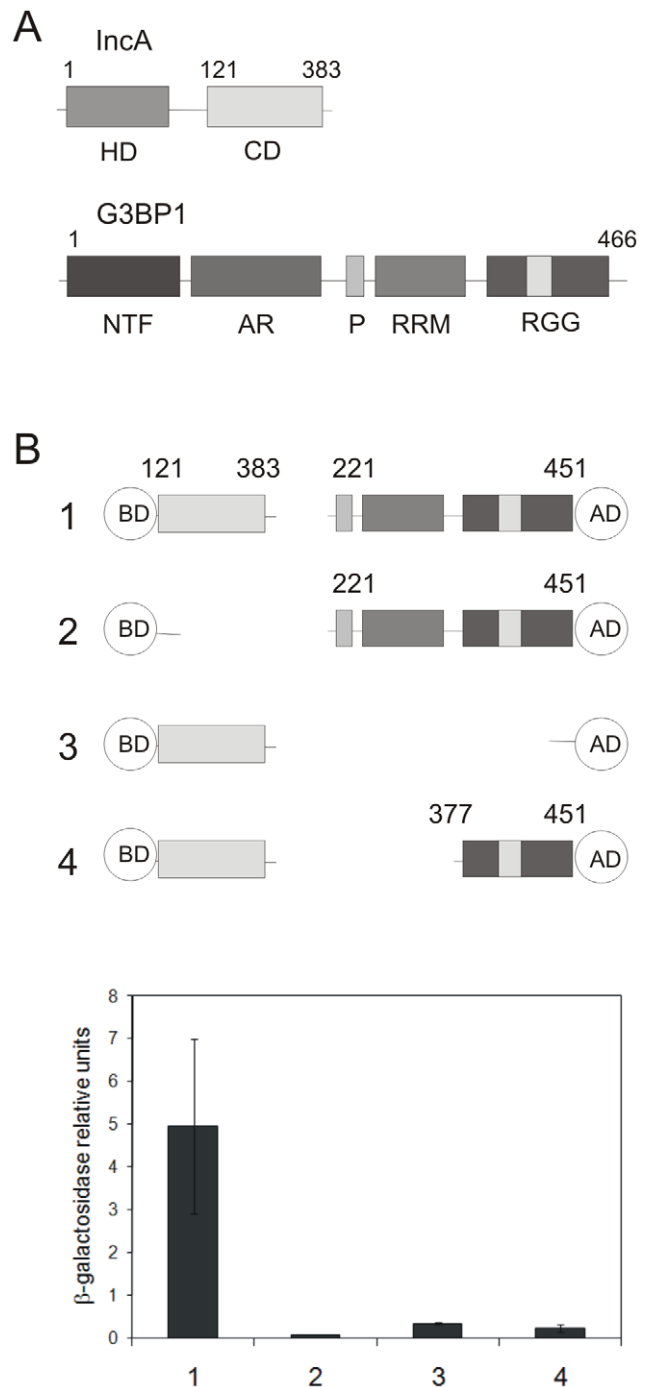 A
IncA
1 121 383
HD CD
G3BP1
1 466
NTF AR P RRM RGG
B
121 383 221 451
1 BD AD
221 451
2 BD AD
3 BD AD
377 451
4 BD AD
β-galactosidase relative units
8
7
6
5
4
3
2
1
0
1 2 3 4